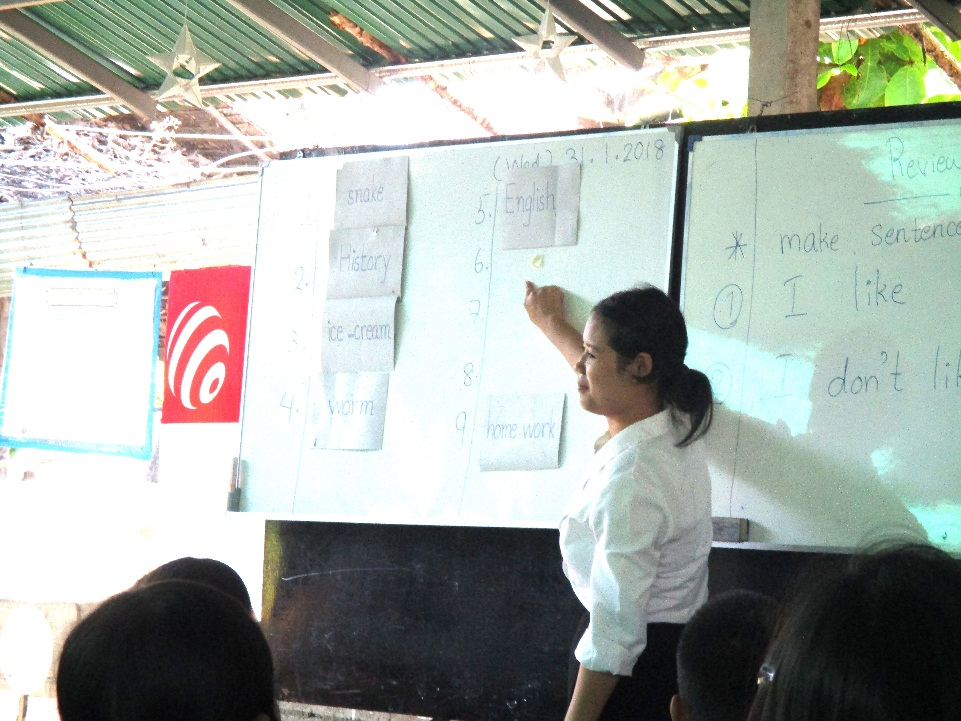 (Wed) 31.1.2018
snake
2. History
3. ice-cream
4. worm
5. English
6.
7
8.
9 home work
Review
* make sentence
① I like
② I don't lik